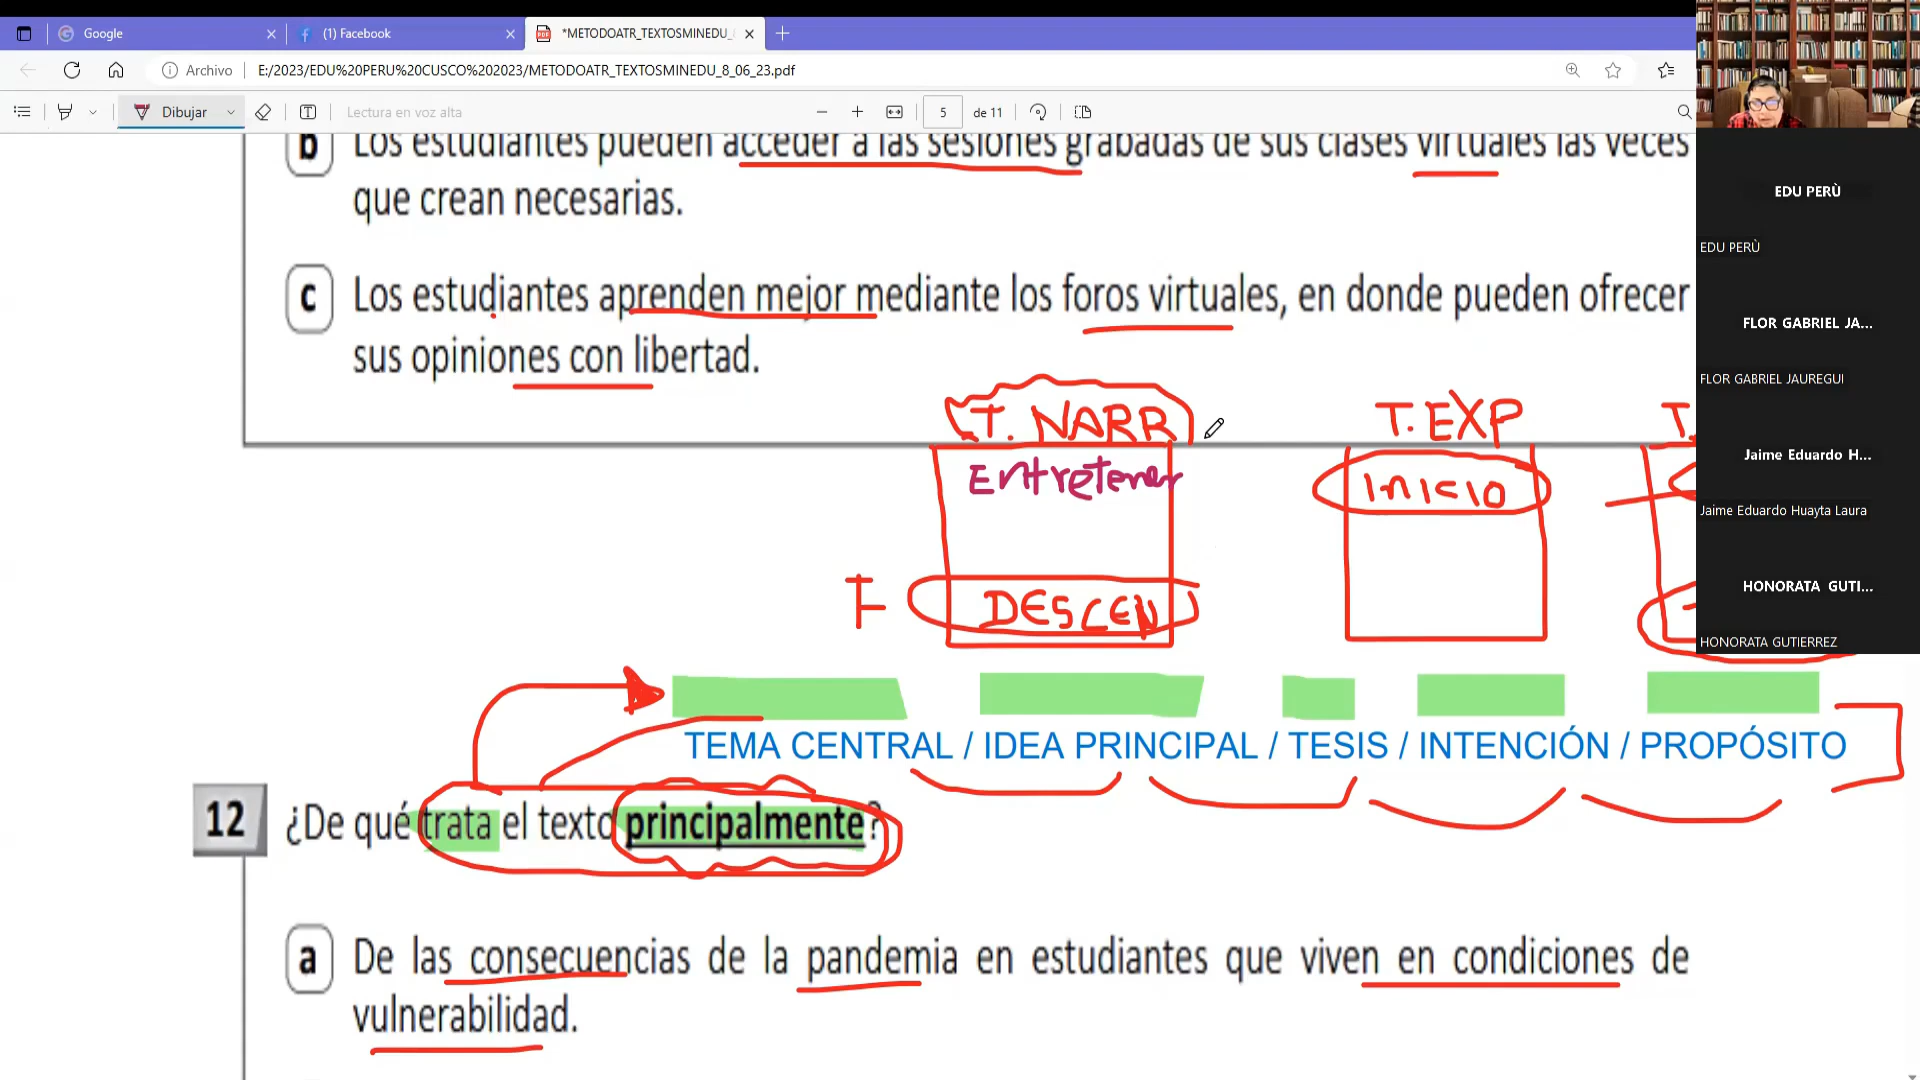 Google
(1) Facebook
*METODOATR_TEXTOSMINEDU_
Archivo
E:/2023/EDU%20PERU%20CUSCO%202023/METODOATR_TEXTOSMINEDU_8_06_23.pdf
Dibujar
Lectura en voz alta
5 de 11
b Los estudiantes pueden acceder a las sesiones grabadas de sus clases virtuales las veces
que crean necesarias.
c Los estudiantes aprenden mejor mediante los foros virtuales, en donde pueden ofrecer
sus opiniones con libertad.
T. NARR
T. EXP
T.
Entretener
INICIO
F
DESCEN
TEMA CENTRAL / IDEA PRINCIPAL / TESIS / INTENCIÓN / PROPÓSITO
12 ¿De qué trata el texto principalmente?
a De las consecuencias de la pandemia en estudiantes que viven en condiciones de
vulnerabilidad.
EDU PERÙ
EDU PERÙ
FLOR GABRIEL JA...
FLOR GABRIEL JAUREGUI
Jaime Eduardo H...
Jaime Eduardo Huayta Laura
HONORATA GUTI...
HONORATA GUTIERREZ